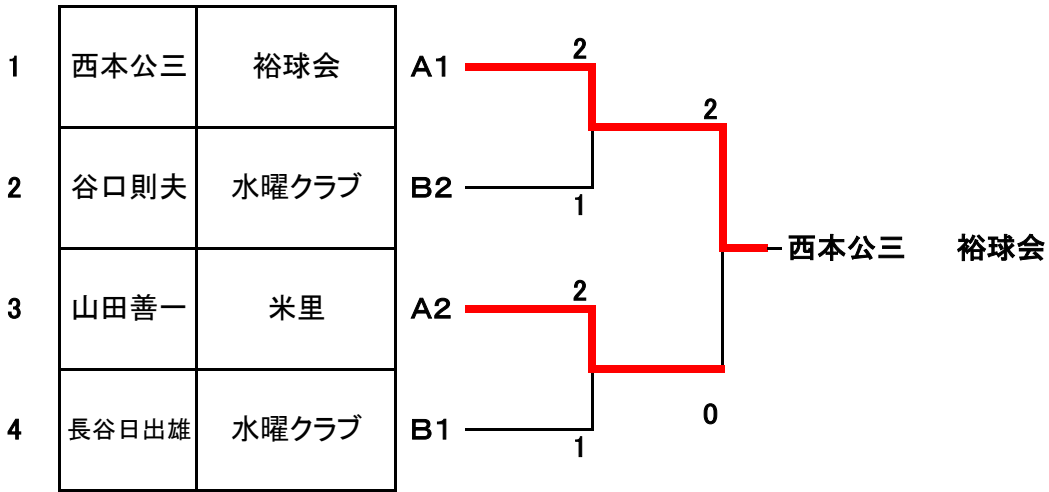 1 西本公三 裕球会 A1 2
2
2 谷口則夫 水曜クラブ B2 1
西本公三 裕球会
3 山田善一 米里 A2 2
0
4 長谷日出雄 水曜クラブ B1 1